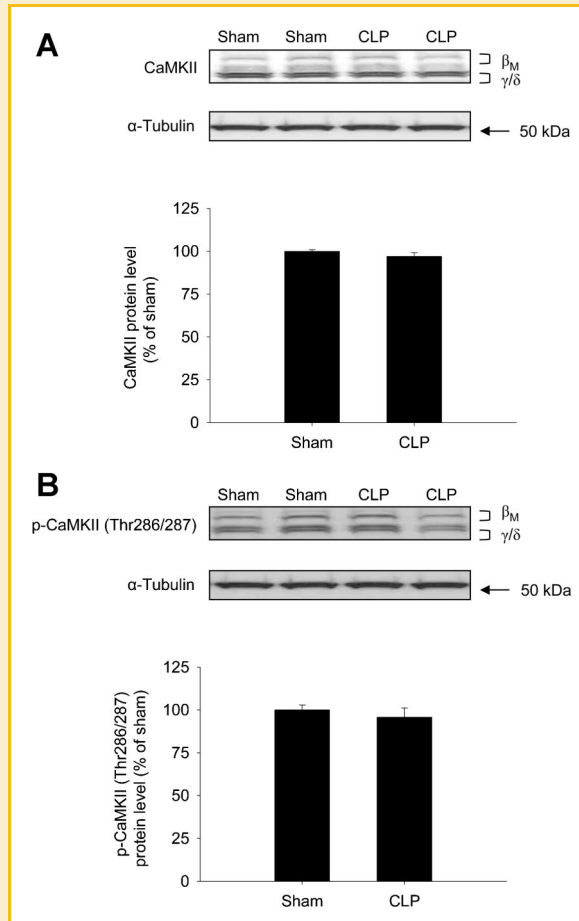 A
Sham Sham CLP CLP
CaMKII
βM
γ/δ
α-Tubulin
50 kDa
CaMKII protein level
(% of sham)
125
100
75
50
25
0
Sham CLP
B
Sham Sham CLP CLP
p-CaMKII (Thr286/287)
βM
γ/δ
α-Tubulin
50 kDa
p-CaMKII (Thr286/287)
protein level (% of sham)
125
100
75
50
25
0
Sham CLP